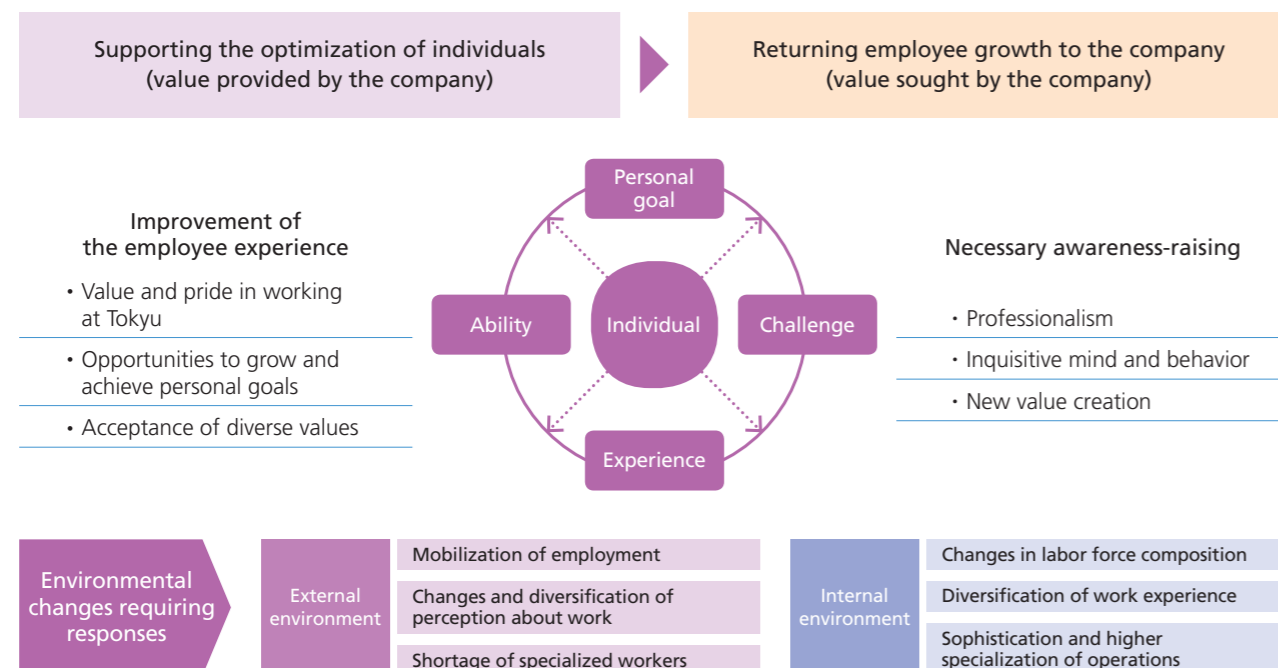 Supporting the optimization of individuals
(value provided by the company)
Returning employee growth to the company
(value sought by the company)
Improvement of
the employee experience
・Value and pride in working
at Tokyu
・Opportunities to grow and
achieve personal goals
・Acceptance of diverse values
Personal
goal
Ability
Individual
Challenge
Experience
Necessary awareness-raising
・Professionalism
・Inquisitive mind and behavior
・New value creation
Environmental
changes requiring
responses
External
environment
Mobilization of employment
Changes and diversification of
perception about work
Shortage of specialized workers
Internal
environment
Changes in labor force composition
Diversification of work experience
Sophistication and higher
specialization of operations